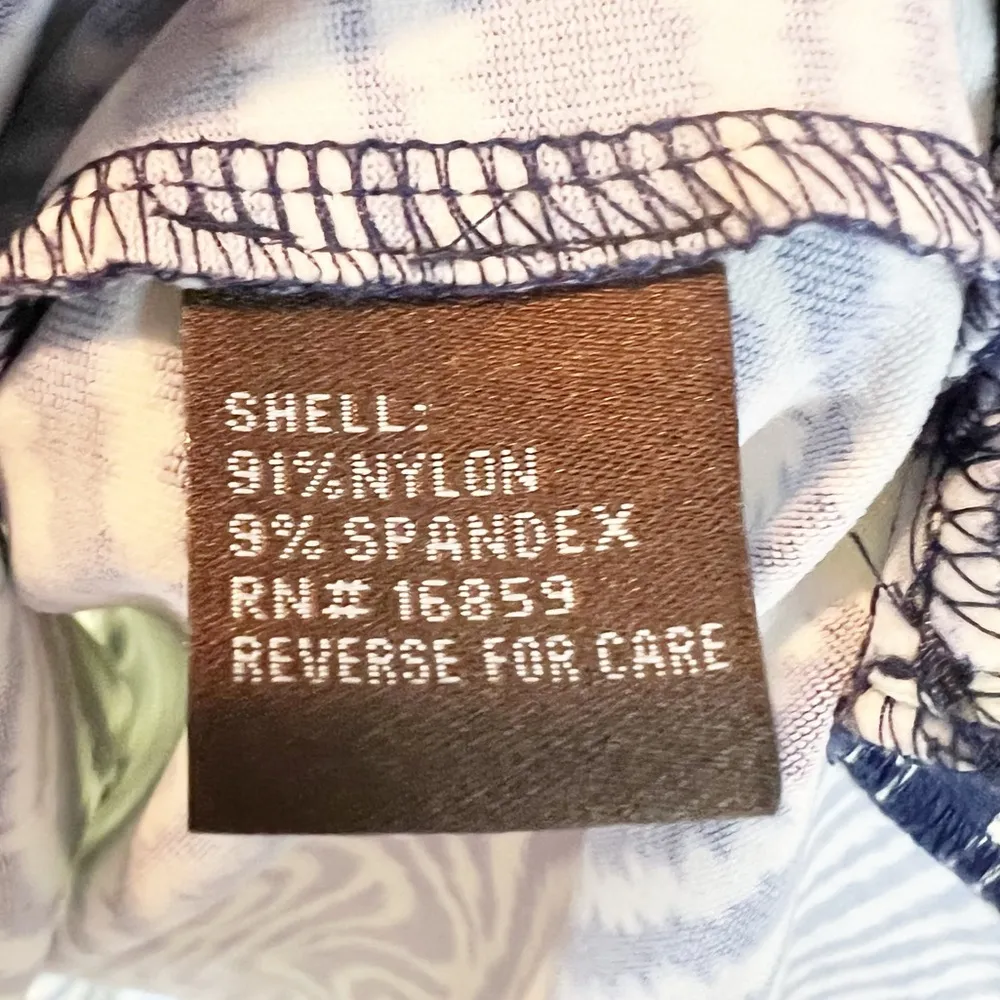 SHELL:
91%NYLON
9% SPANDEX
RN# 16859
REVERSE FOR CARE